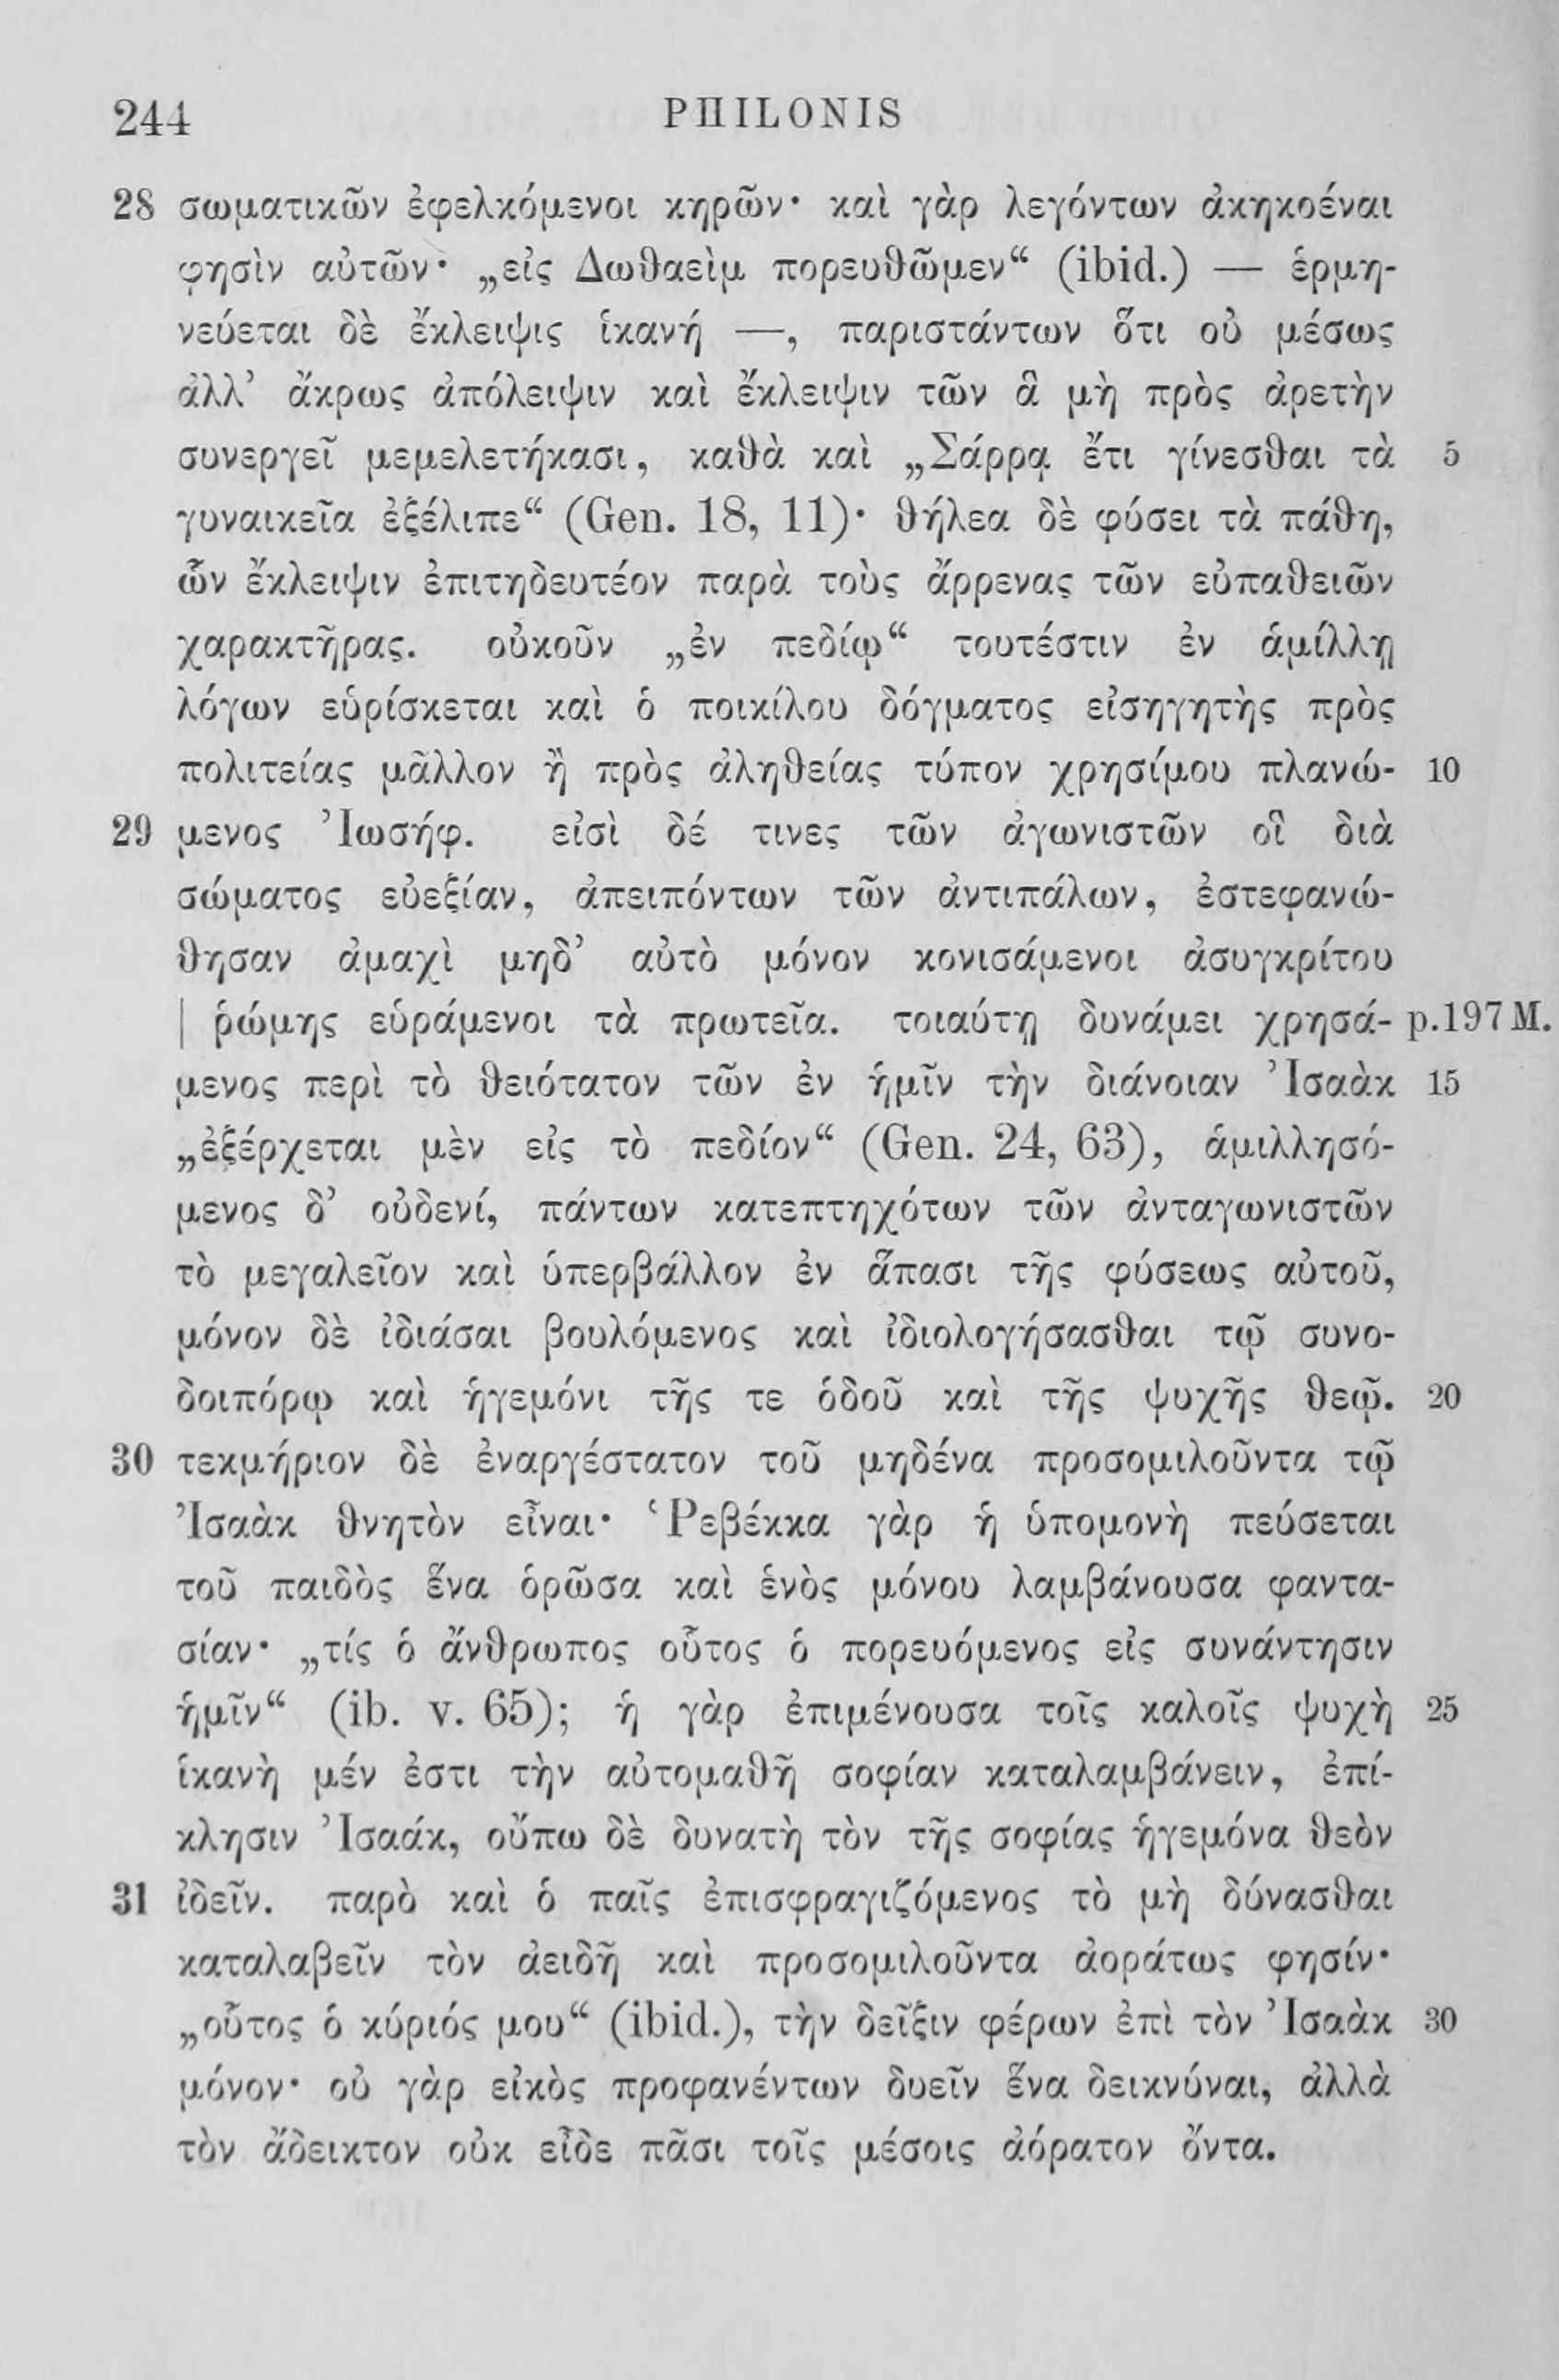 244 PHILONIS
28 σωματικῶν ἐφελκόμενοι κηρῶν· καὶ γὰρ λεγόντων ἀκηκοέναι
φησὶν αὐτῶν· „εἰς Δωθαεὶμ πορευθῶμεν“ (ibid.) — ἑρμη-
νεύεται δὲ ἔκλειψις ἱκανή —, παριστάντων ὅτι οὐ μέσως
ἀλλ’ ἄκρως ἀπόλειψιν καὶ ἔκλειψιν τῶν ἃ μὴ πρὸς ἀρετὴν
συνεργεῖ μεμελετήκασι, καθὰ καὶ „Σάρρᾳ ἔτι γίνεσθαι τὰ 5
γυναικεῖα ἐξέλιπε“ (Gen. 18, 11)· θήλεα δὲ φύσει τὰ πάθη,
ὧν ἔκλειψιν ἐπιτηδευτέον παρὰ τοὺς ἄρρενας τῶν εὐπαθειῶν
χαρακτῆρας. οὐκοῦν „ἐν πεδίῳ“ τουτέστιν ἐν ἁμίλλῃ
λόγων εὑρίσκεται καὶ ὁ ποικίλου δόγματος εἰσηγητὴς πρὸς
πολιτείας μᾶλλον ἢ πρὸς ἀληθείας τύπον χρησίμου πλανώ- 10
29 μενος Ἰωσήφ. εἰσὶ δέ τινες τῶν ἀγωνιστῶν οἳ διὰ
σώματος εὐεξίαν, ἀπειπόντων τῶν ἀντιπάλων, ἐστεφανώ-
θησαν ἀμαχὶ μηδ’ αὐτὸ μόνον κονισάμενοι ἀσυγκρίτου
| ῥώμης εὑράμενοι τὰ πρωτεῖα. τοιαύτῃ δυνάμει χρησά- p.197 M.
μενος περὶ τὸ θειότατον τῶν ἐν ἡμῖν τὴν διάνοιαν Ἰσαὰκ 15
„ἐξέρχεται μὲν εἰς τὸ πεδίον“ (Gen. 24, 63), ἁμιλλησό-
μενος δ’ οὐδενί, πάντων κατεπτηχότων τῶν ἀνταγωνιστῶν
τὸ μεγαλεῖον καὶ ὑπερβάλλον ἐν ἅπασι τῆς φύσεως αὐτοῦ,
μόνον δὲ ἰδιάσαι βουλόμενος καὶ ἰδιολογήσασθαι τῷ συνο-
δοιπόρῳ καὶ ἡγεμόνι τῆς τε ὁδοῦ καὶ τῆς ψυχῆς θεῷ. 20
30 τεκμήριον δὲ ἐναργέστατον τοῦ μηδένα προσομιλοῦντα τῷ
Ἰσαὰκ θνητὸν εἶναι· Ῥεβέκκα γὰρ ἡ ὑπομονὴ πεύσεται
τοῦ παιδὸς ἕνα ὁρῶσα καὶ ἑνὸς μόνου λαμβάνουσα φαντα-
σίαν· „τίς ὁ ἄνθρωπος οὗτος ὁ πορευόμενος εἰς συνάντησιν
ἡμῖν“ (ib. v. 65); ἡ γὰρ ἐπιμένουσα τοῖς καλοῖς ψυχὴ 25
ἱκανὴ μέν ἐστι τὴν αὐτομαθῆ σοφίαν καταλαμβάνειν, ἐπί-
κλησιν Ἰσαάκ, οὔπω δὲ δυνατὴ τὸν τῆς σοφίας ἡγεμόνα θεὸν
31 ἰδεῖν. παρὸ καὶ ὁ παῖς ἐπισφραγιζόμενος τὸ μὴ δύνασθαι
καταλαβεῖν τὸν ἀειδῆ καὶ προσομιλοῦντα ἀοράτως φησίν·
„οὗτος ὁ κύριός μου“ (ibid.), τὴν δεῖξιν φέρων ἐπὶ τὸν Ἰσαὰκ 30
μόνον· οὐ γὰρ εἰκὸς προφανέντων δυεῖν ἕνα δεικνύναι, ἀλλὰ
τὸν ἄδεικτον οὐκ εἶδε πᾶσι τοῖς μέσοις ἀόρατον ὄντα.